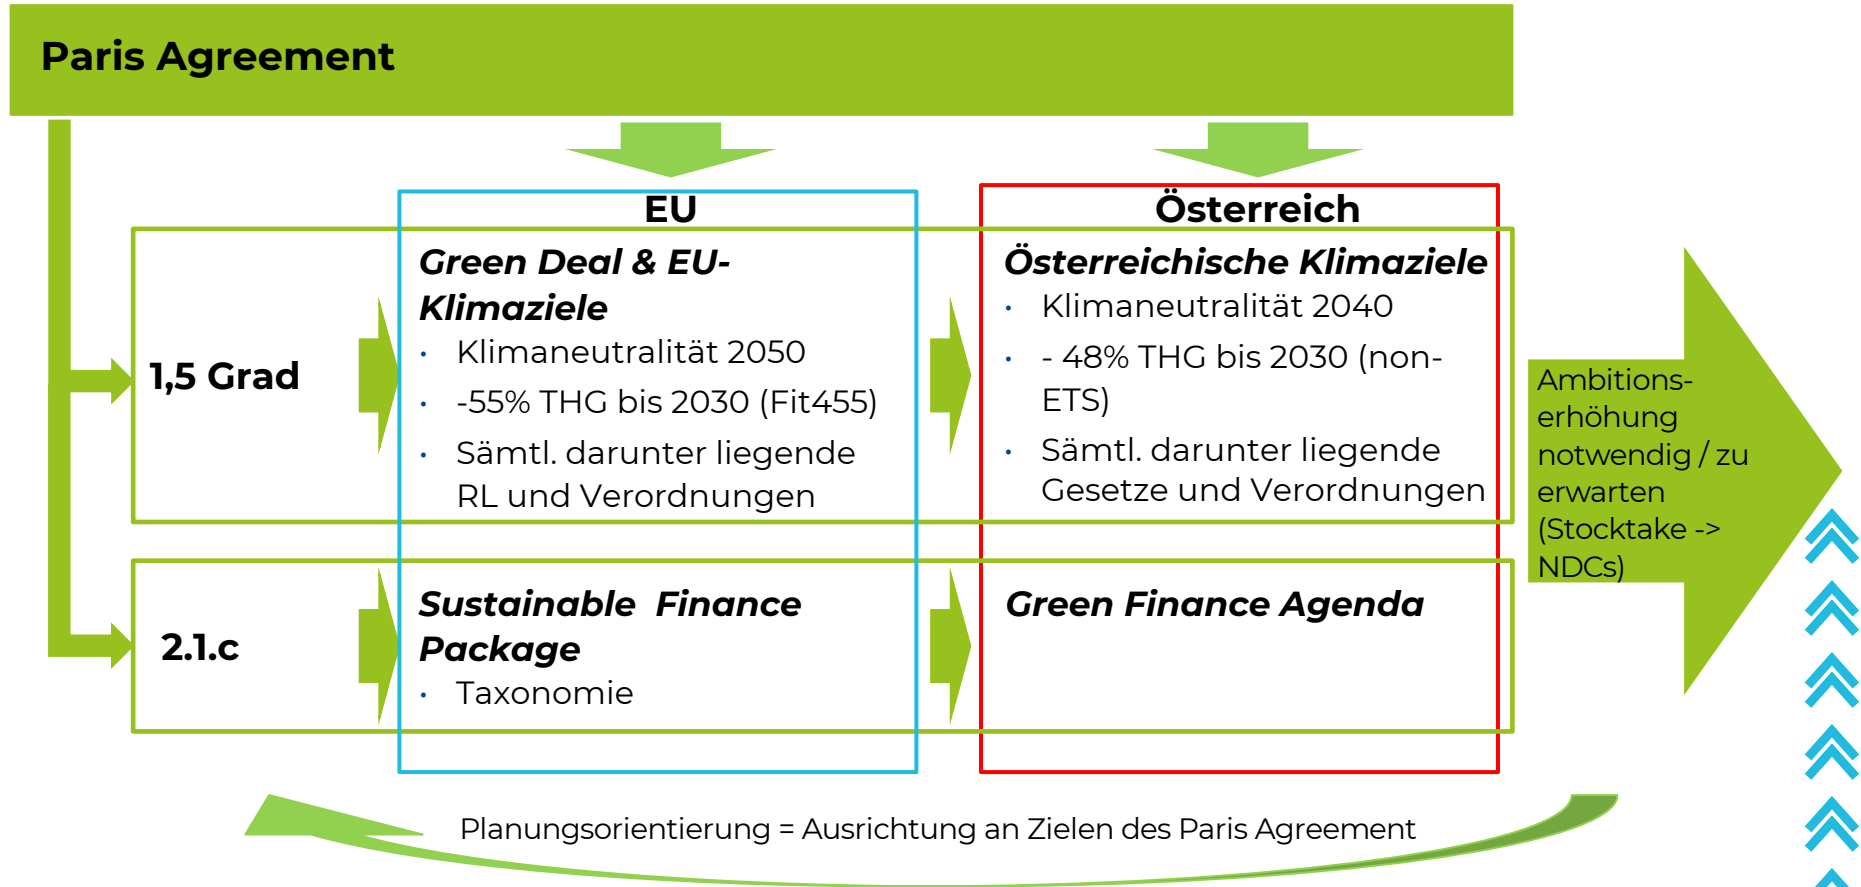 Paris Agreement
EU
Österreich
1,5 Grad
Green Deal & EU-
Klimaziele
· Klimaneutralität 2050
· -55% THG bis 2030 (Fit455)
· Sämtl. darunter liegende
RL und Verordnungen
Österreichische Klimaziele
· Klimaneutralität 2040
· - 48% THG bis 2030 (non-
ETS)
· Sämtl. darunter liegende
Gesetze und Verordnungen
Ambitions-
erhöhung
notwendig / zu
erwarten
(Stocktake ->
NDCs)
2.1.c
Sustainable Finance
Package
· Taxonomie
Green Finance Agenda
Planungsorientierung = Ausrichtung an Zielen des Paris Agreement